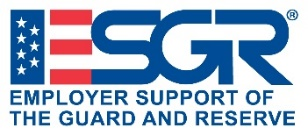 ESGR®
EMPLOYER SUPPORT OF
THE GUARD AND RESERVE